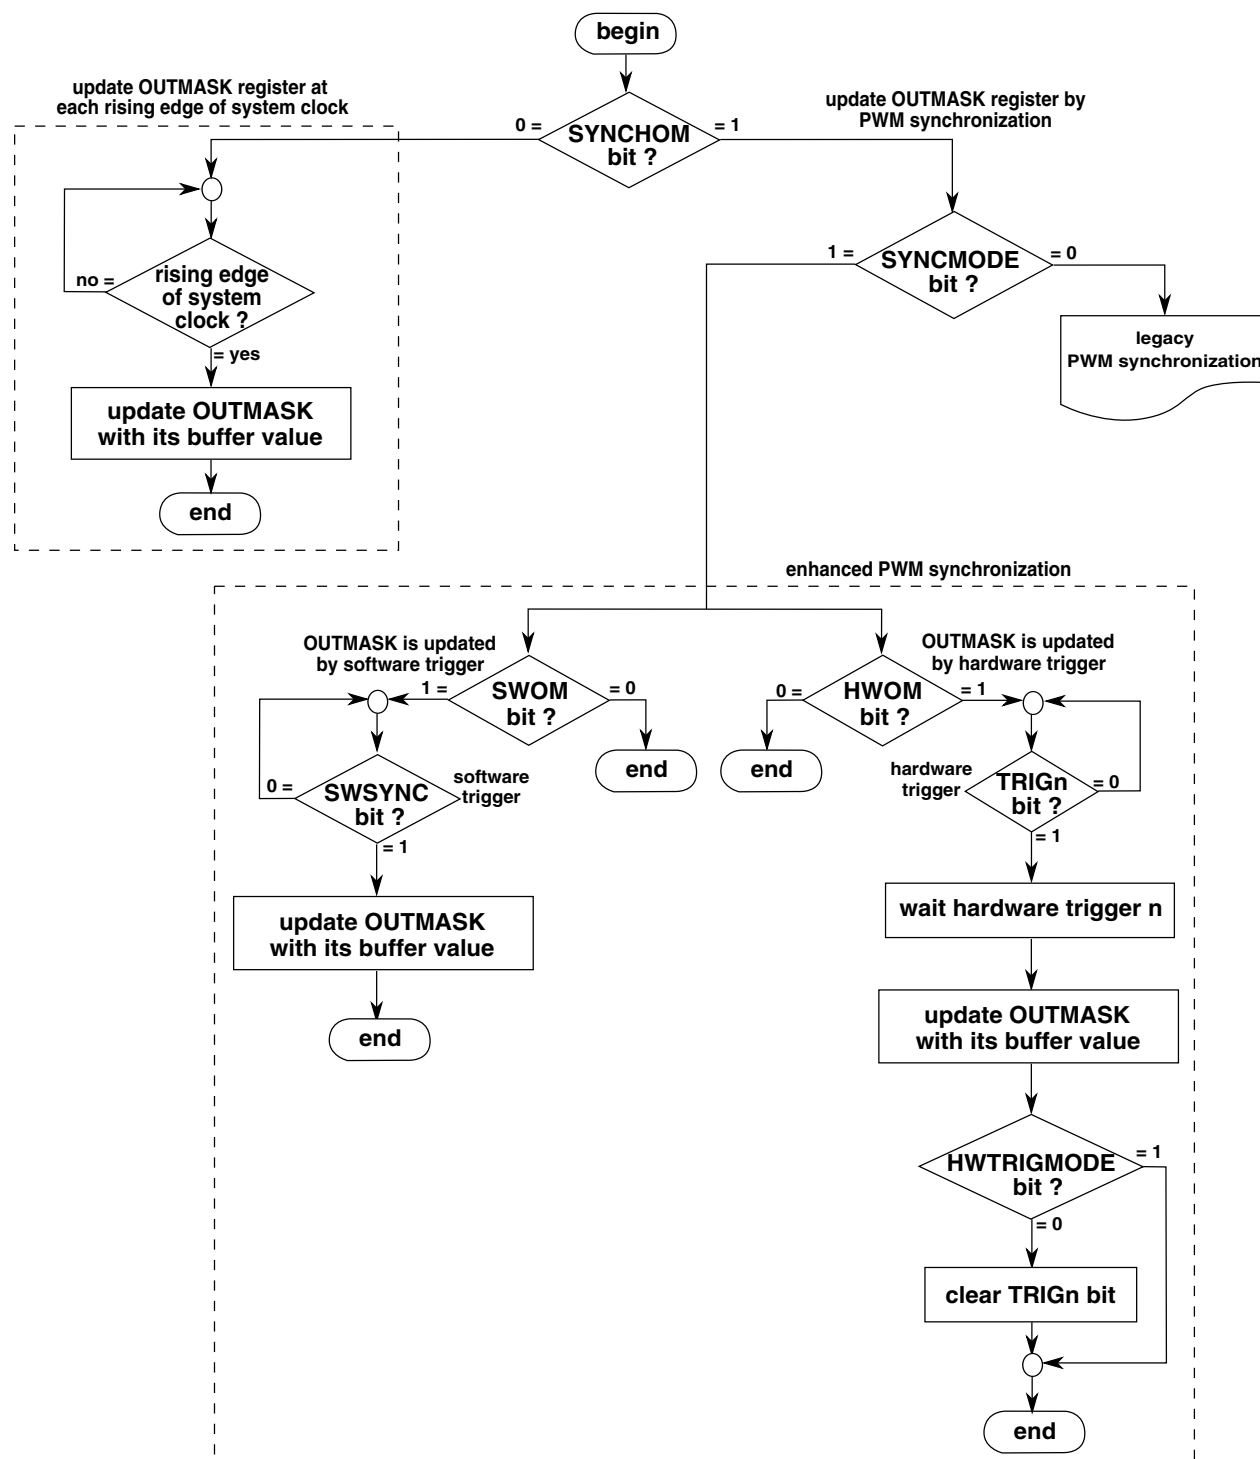 begin
update OUTMASK register at
each rising edge of system clock
update OUTMASK register by
PWM synchronization
0 =
SYNCHOM
bit ?
= 1
rising edge
of system
clock ?
no =
= yes
update OUTMASK
with its buffer value
end
1 =
SYNCMODE
bit ?
= 0
legacy
PWM synchronization
enhanced PWM synchronization
OUTMASK is updated
by software trigger
1 =
SWOM
bit ?
= 0
end
OUTMASK is updated
by hardware trigger
0 =
HWOM
bit ?
= 1
end
0 =
SWSYNC
bit ?
software
trigger
= 1
update OUTMASK
with its buffer value
end
hardware
trigger
TRIGn
bit ?
= 0
= 1
wait hardware trigger n
update OUTMASK
with its buffer value
HWTRIGMODE
bit ?
= 1
= 0
clear TRIGn bit
end